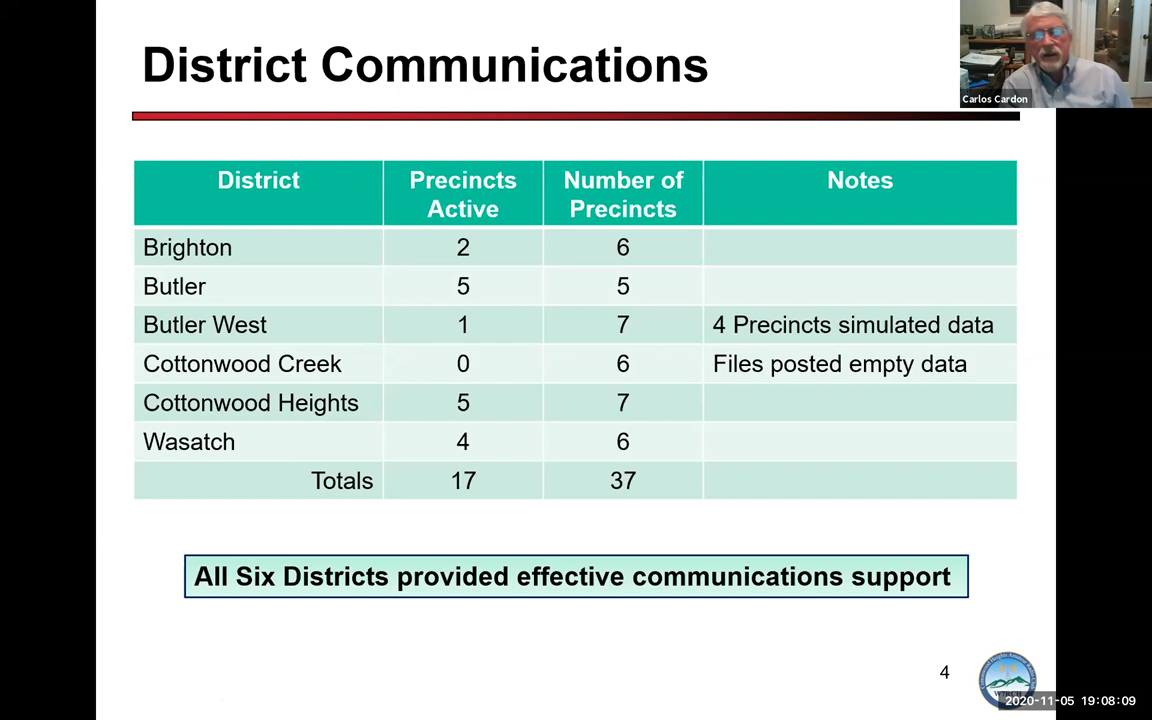 District Communications
Carlos Cardon
District Precincts Active Number of Precincts Notes
Brighton 2 6
Butler 5 5
Butler West 1 7 4 Precincts simulated data
Cottonwood Creek 0 6 Files posted empty data
Cottonwood Heights 5 7
Wasatch 4 6
Totals 17 37
All Six Districts provided effective communications support
4
2020-11-05 19:08:09